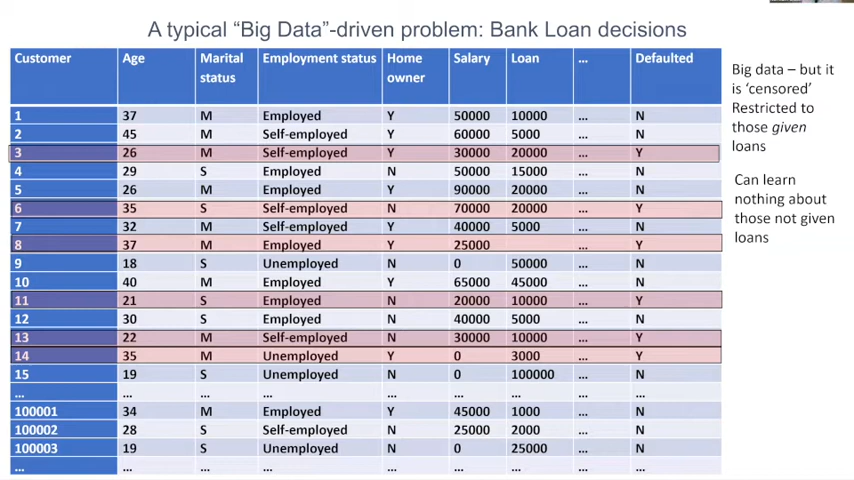 A typical “Big Data”-driven problem: Bank Loan decisions
Customer Age Marital status Employment status Home owner Salary Loan ... Defaulted
1 37 M Employed Y 50000 10000 ... N
2 45 M Self-employed Y 60000 5000 ... N
3 26 M Self-employed Y 30000 20000 ... Y
4 29 S Employed N 50000 15000 ... N
5 26 M Employed Y 90000 20000 ... N
6 35 S Self-employed N 70000 20000 ... Y
7 32 M Self-employed Y 40000 5000 ... N
8 37 M Employed Y 25000 ... Y
9 18 S Unemployed N 0 50000 ... N
10 40 M Employed Y 65000 45000 ... N
11 21 S Employed N 20000 10000 ... Y
12 30 S Employed N 40000 5000 ... N
13 22 M Self-employed N 30000 10000 ... Y
14 35 M Unemployed Y 0 3000 ... Y
15 19 S Unemployed N 0 100000 ... N
... ... ... ... ... ... ... ... ...
100001 34 M Employed Y 45000 1000 ... N
100002 28 S Self-employed N 25000 2000 ... N
100003 19 S Unemployed N 0 25000 ... N
... ... ... ... ... ... ... ... ...
Big data – but it
is ‘censored’
Restricted to
those given
loans
Can learn
nothing about
those not given
loans